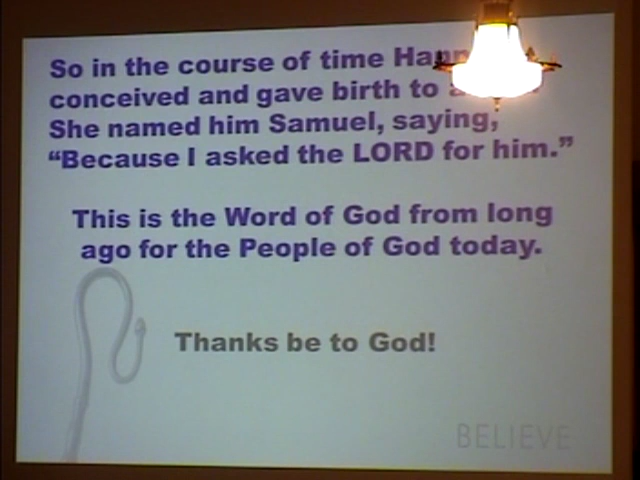 So in the course of time
conceived and gave birth to
She named him Samuel, saying,
“Because I asked the LORD for him.”
This is the Word of God from long
ago for the People of God today.
Thanks be to God!
BELIEVE